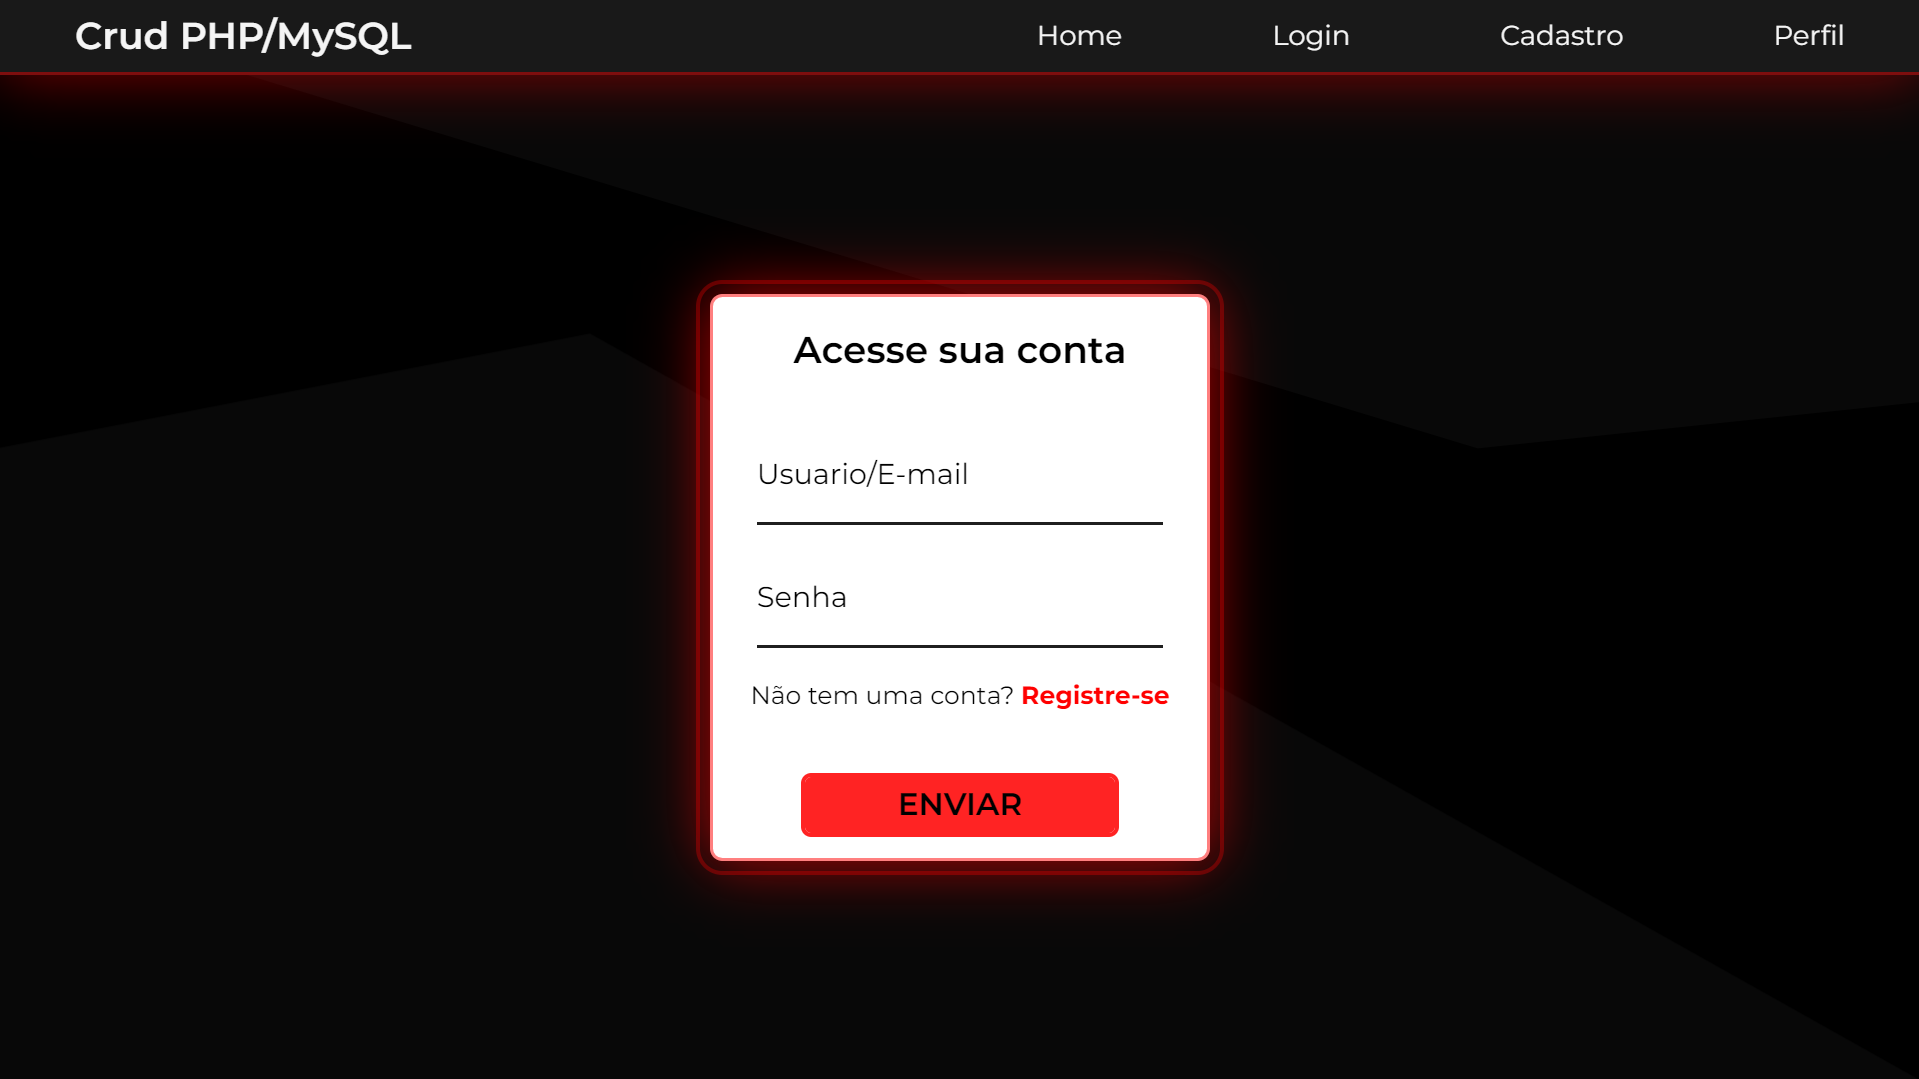 Crud PHP/MySQL
Home Login Cadastro Perfil
Acesse sua conta
Usuario/E-mail
Senha
Não tem uma conta? Registre-se
ENVIAR